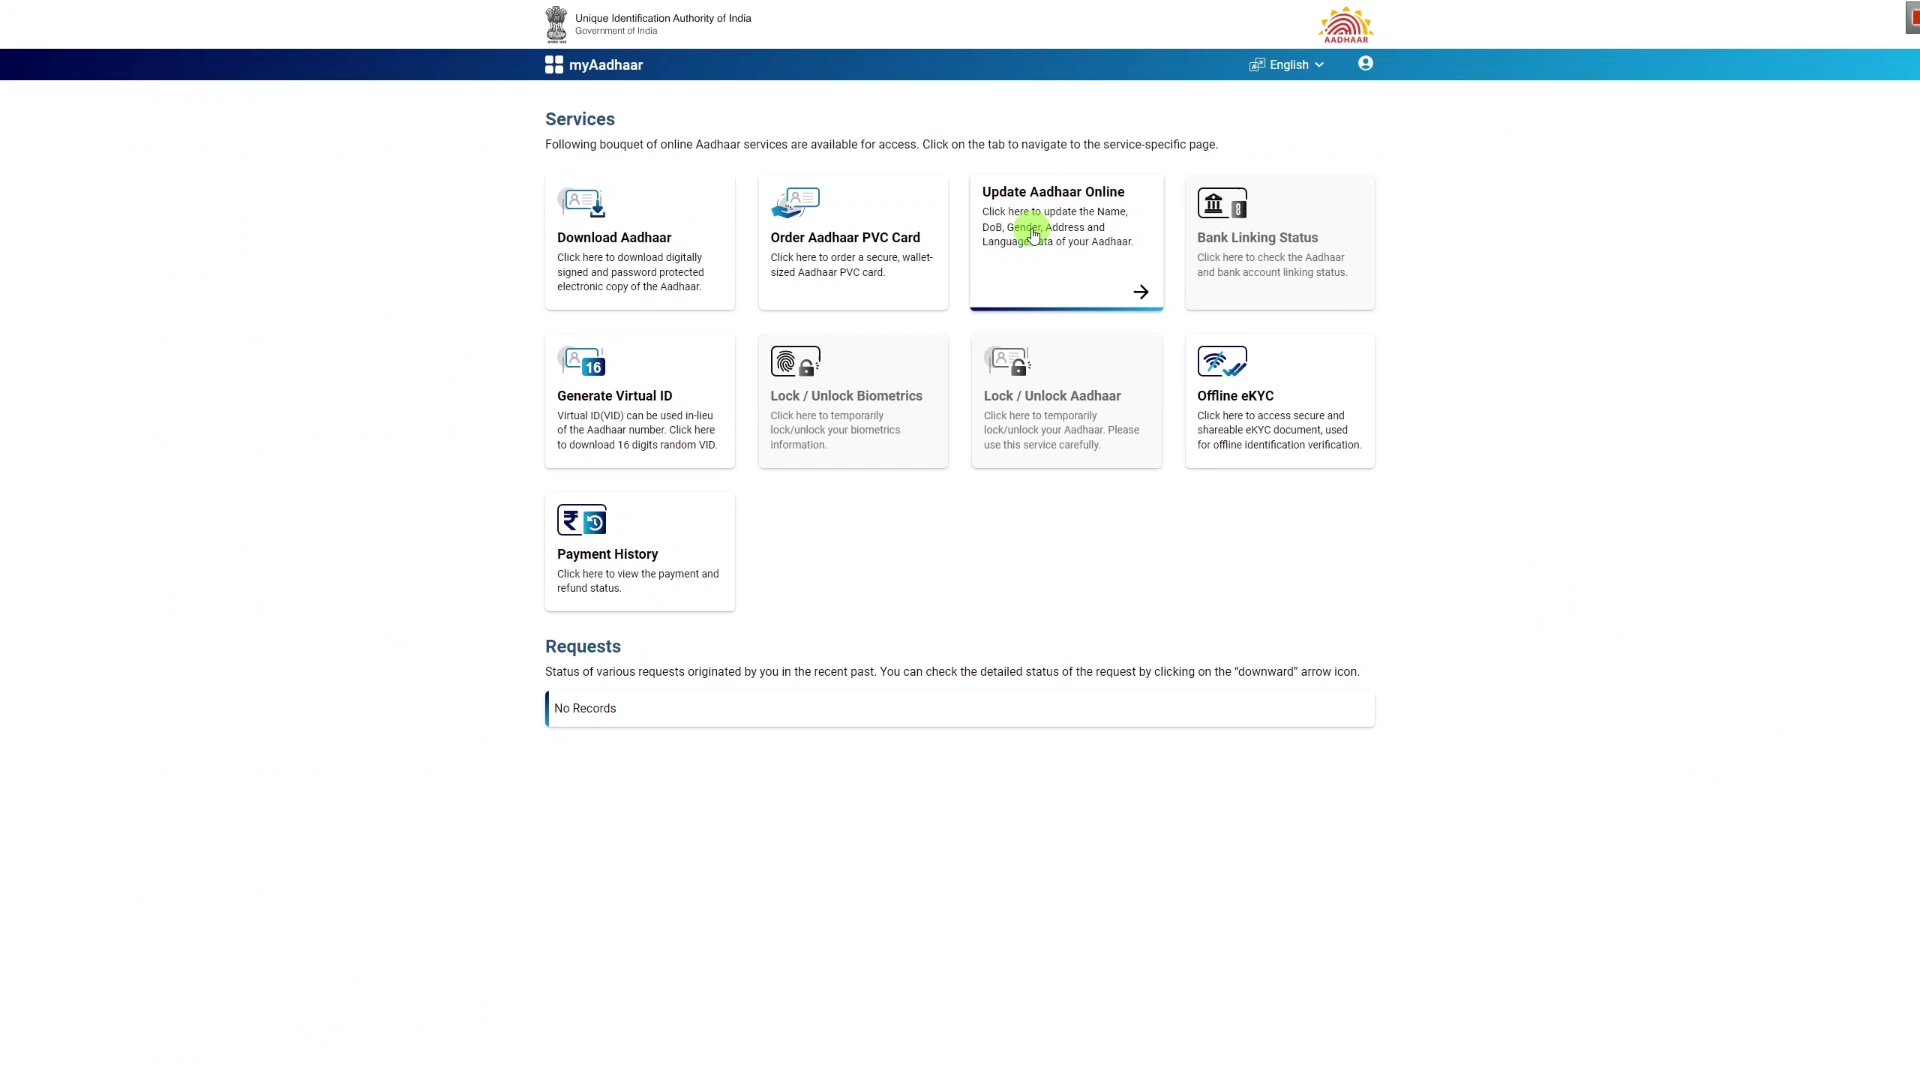 Unique Identification Authority of India
Government of India
AADHAAR
myAadhaar
English
Services
Following bouquet of online Aadhaar services are available for access. Click on the tab to navigate to the service-specific page.
Download Aadhaar
Click here to download digitally
signed and password protected
electronic copy of the Aadhaar.
Order Aadhaar PVC Card
Click here to order a secure, wallet-
sized Aadhaar PVC card.
Update Aadhaar Online
Click here to update the Name,
DoB, Gender, Address and
Language data of your Aadhaar.
Bank Linking Status
Click here to check the Aadhaar
and bank account linking status.
16
Generate Virtual ID
Virtual ID(VID) can be used in-lieu
of the Aadhaar number. Click here
to download 16 digits random VID.
Lock / Unlock Biometrics
Click here to temporarily
lock/unlock your biometrics
information.
Lock / Unlock Aadhaar
Click here to temporarily
lock/unlock your Aadhaar. Please
use this service carefully.
Offline eKYC
Click here to access secure and
shareable eKYC document, used
for offline identification verification.
₹
Payment History
Click here to view the payment and
refund status.
Requests
Status of various requests originated by you in the recent past. You can check the detailed status of the request by clicking on the “downward” arrow icon.
No Records